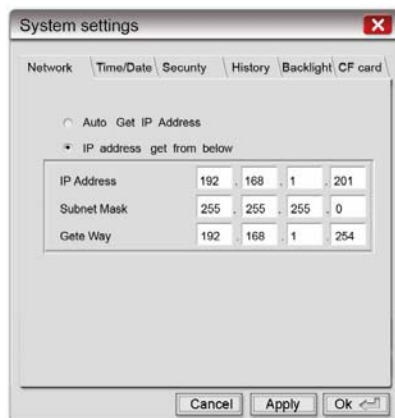 System settings
Network Time/Date Security History Backlight CF card
Auto Get IP Address
IP address get from below
IP Address 192 . 168 . 1 . 201
Subnet Mask 255 . 255 . 255 . 0
Gete Way 192 . 168 . 1 . 254
Cancel Apply Ok